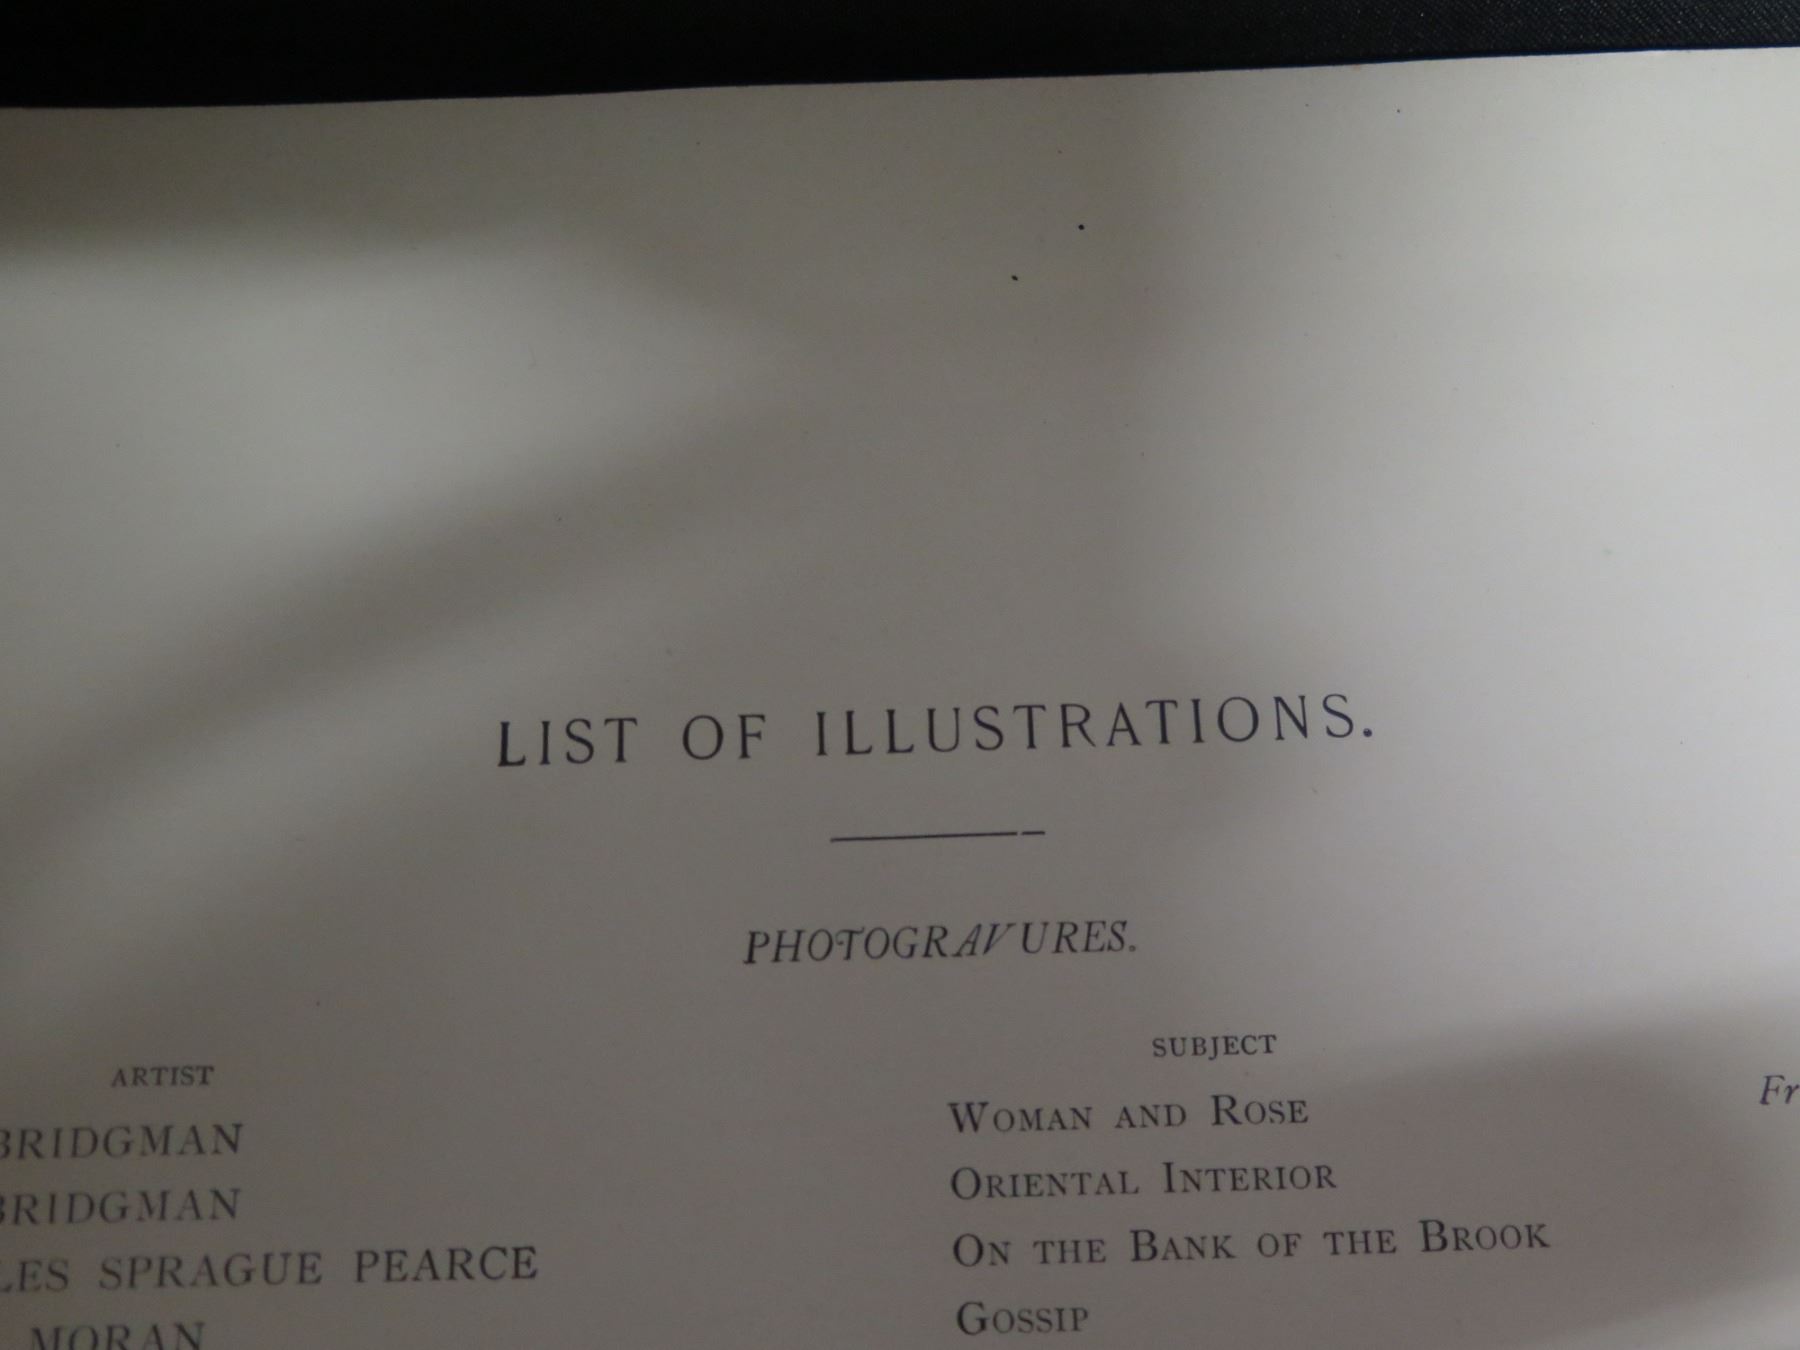 LIST OF ILLUSTRATIONS.
PHOTOGRAVURES.
ARTIST SUBJECT
BRIDGMAN WOMAN AND ROSE
BRIDGMAN ORIENTAL INTERIOR
LES SPRAGUE PEARCE ON THE BANK OF THE BROOK
MORAN GOSSIP